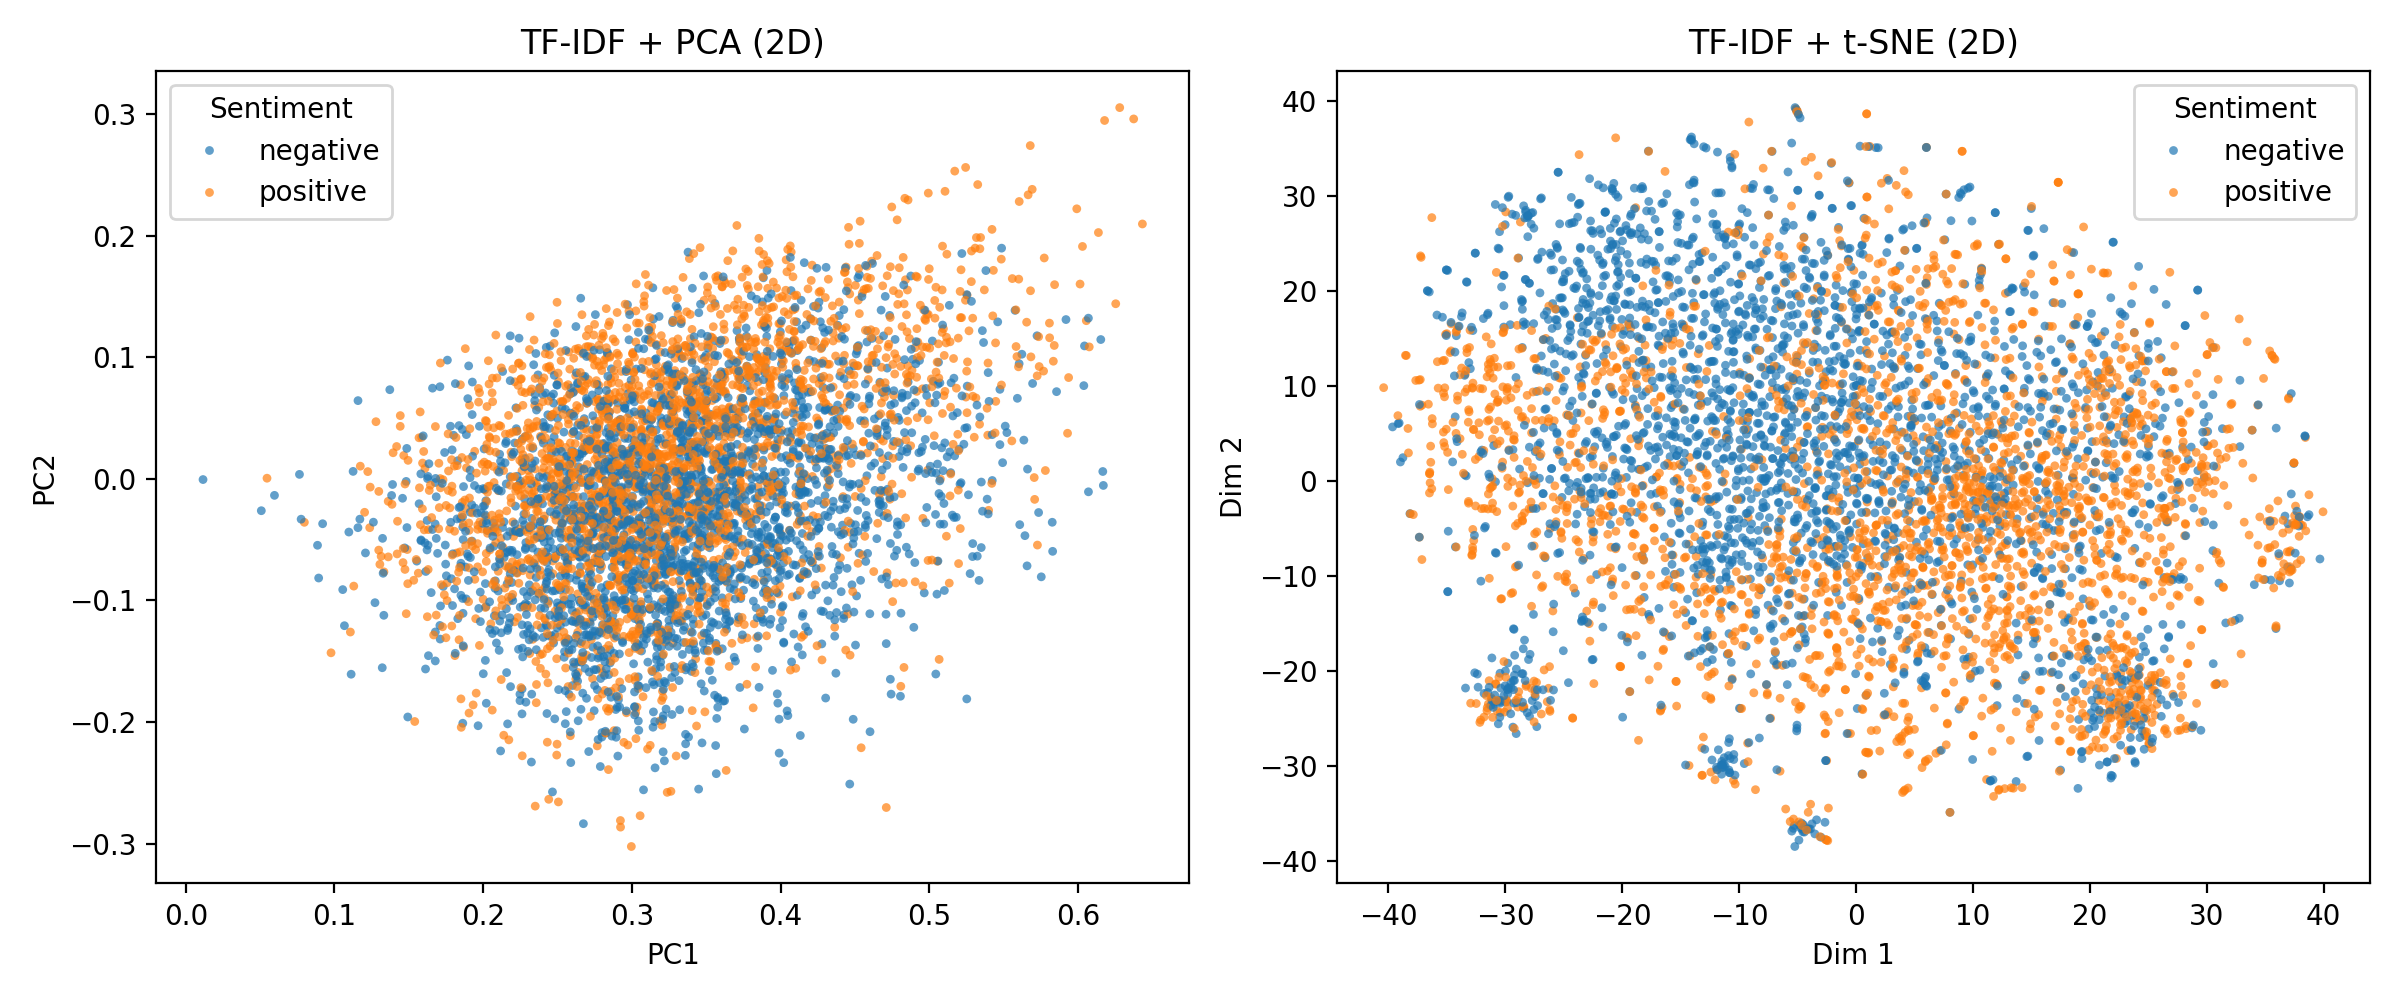 TF-IDF + PCA (2D)
Sentiment
negative
positive
0.3
0.2
0.1
0.0
−0.1
−0.2
−0.3
PC2
0.0 0.1 0.2 0.3 0.4 0.5 0.6
PC1
TF-IDF + t-SNE (2D)
Sentiment
negative
positive
40
30
20
10
0
−10
−20
−30
−40
Dim 2
−40 −30 −20 −10 0 10 20 30 40
Dim 1